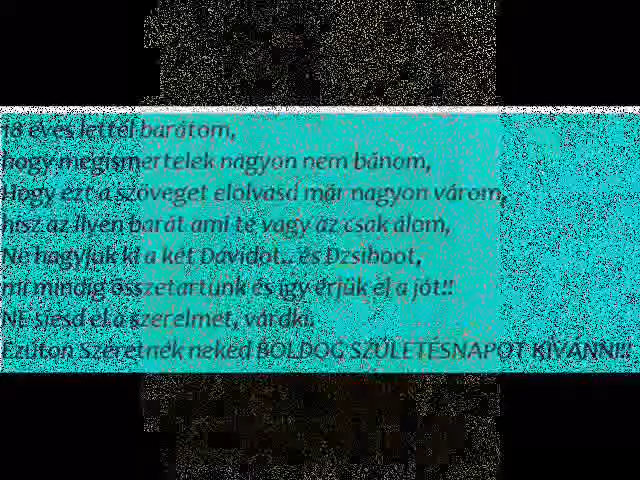 18 éves lettél barátom,
hogy megismertelek nagyon nem bánom,
Hogy ezt a szöveget elolvasd már nagyon várom,
hisz az ilyen barát ami te vagy az csak álom,
Ne hagyjuk ki a két Dávidot.. és Dzsiboot,
mi mindig összetartunk és így érjük el a jót!!
NE siesd el a szerelmet, várd ki.
Ezúton Szeretnék neked BOLDOG SZÜLETÉSNAPOT KÍVÁNNI!!